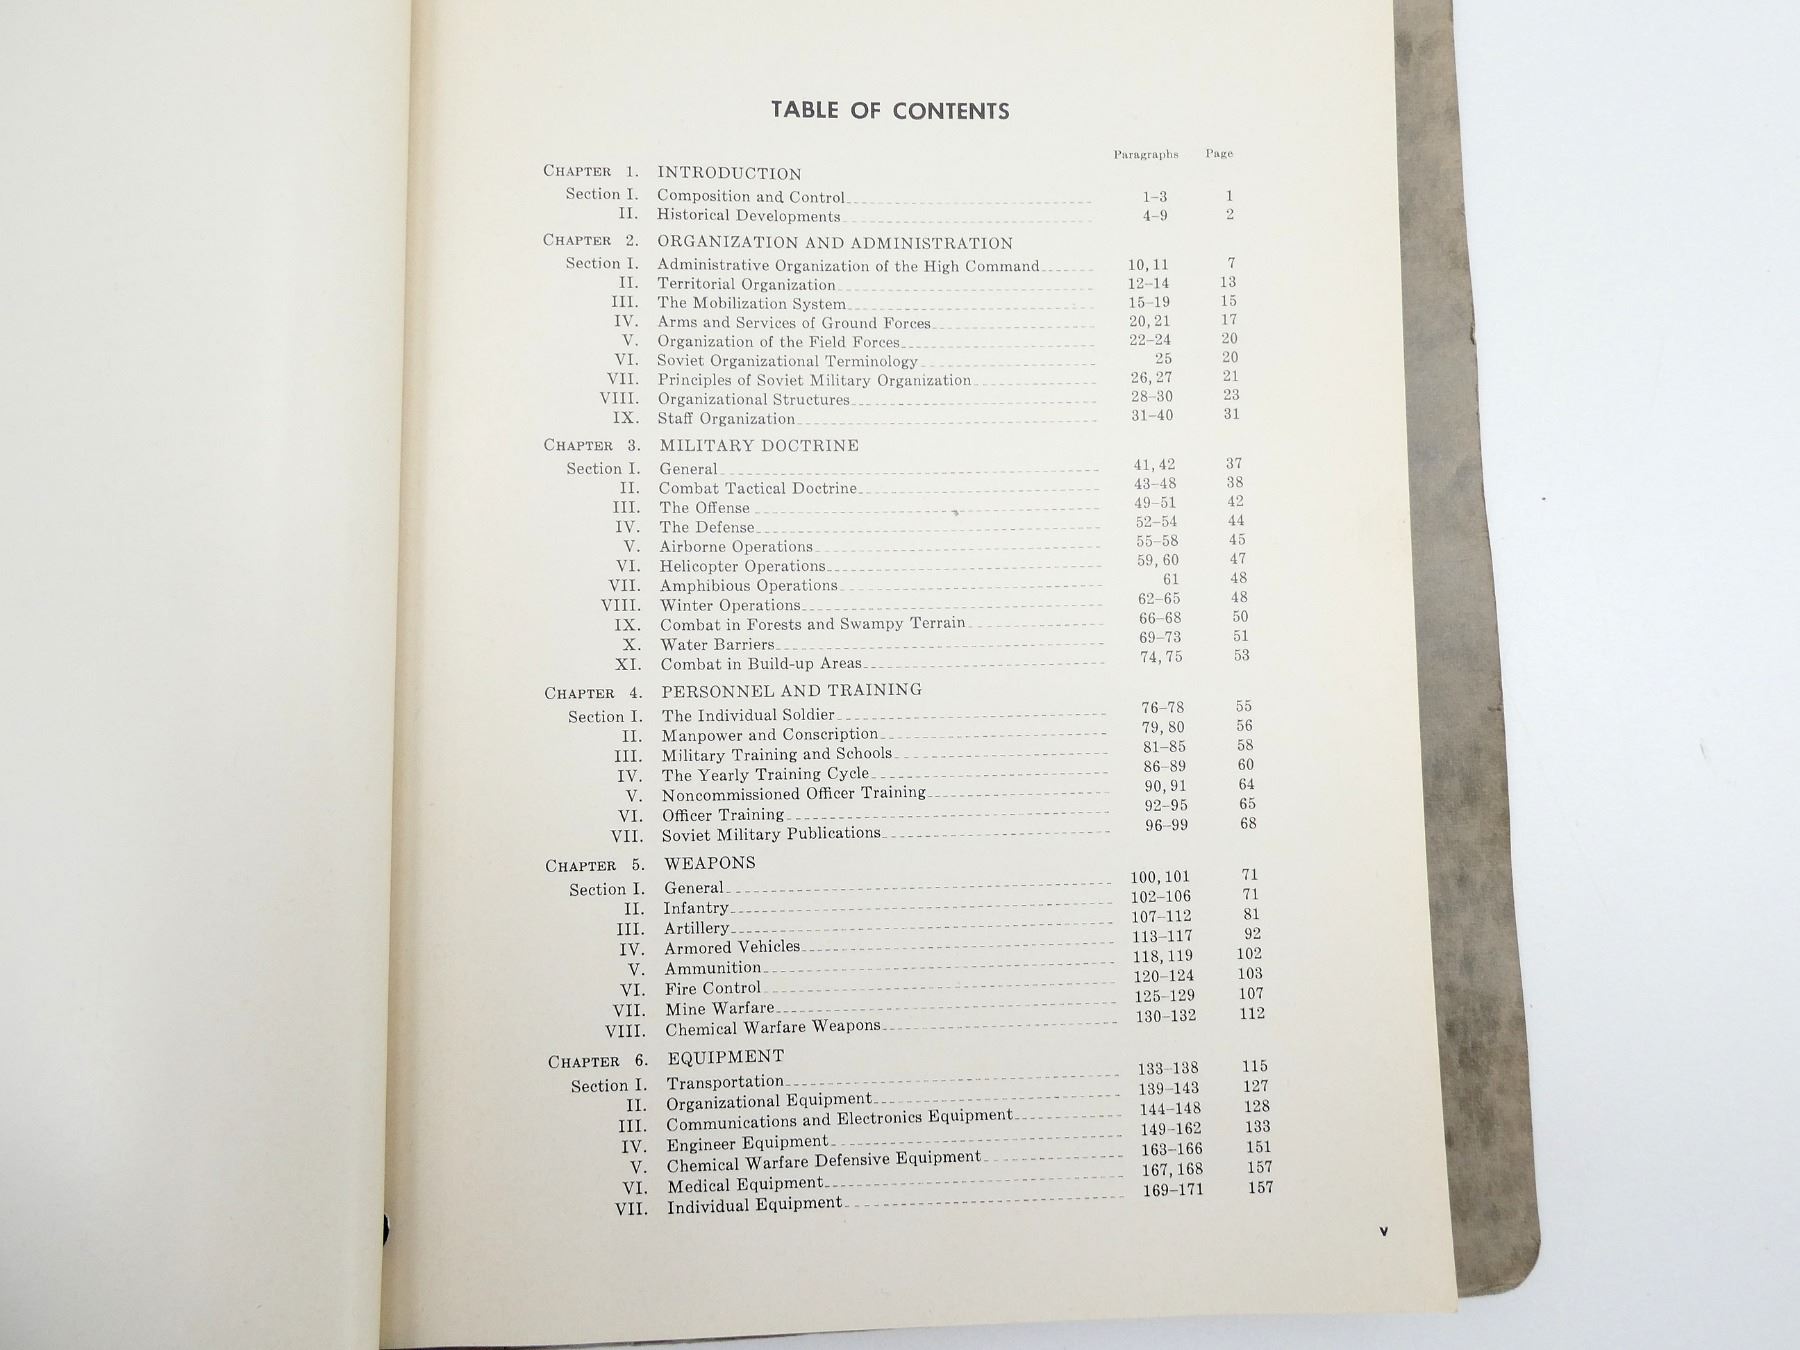 TABLE OF CONTENTS
Paragraphs Page
CHAPTER 1. INTRODUCTION
Section I. Composition and Control 1–3 1
II. Historical Developments 4–9 2
CHAPTER 2. ORGANIZATION AND ADMINISTRATION
Section I. Administrative Organization of the High Command 10, 11 7
II. Territorial Organization 12–14 13
III. The Mobilization System 15–19 15
IV. Arms and Services of Ground Forces 20, 21 17
V. Organization of the Field Forces 22–24 20
VI. Soviet Organizational Terminology 25 20
VII. Principles of Soviet Military Organization 26, 27 21
VIII. Organizational Structures 28–30 23
IX. Staff Organization 31–40 31
CHAPTER 3. MILITARY DOCTRINE
Section I. General 41, 42 37
II. Combat Tactical Doctrine 43–48 38
III. The Offense 49–51 42
IV. The Defense 52–54 44
V. Airborne Operations 55–58 45
VI. Helicopter Operations 59, 60 47
VII. Amphibious Operations 61 48
VIII. Winter Operations 62–65 48
IX. Combat in Forests and Swampy Terrain 66–68 50
X. Water Barriers 69–73 51
XI. Combat in Build-up Areas 74, 75 53
CHAPTER 4. PERSONNEL AND TRAINING
Section I. The Individual Soldier 76–78 55
II. Manpower and Conscription 79, 80 56
III. Military Training and Schools 81–85 58
IV. The Yearly Training Cycle 86–89 60
V. Noncommissioned Officer Training 90, 91 64
VI. Officer Training 92–95 65
VII. Soviet Military Publications 96–99 68
CHAPTER 5. WEAPONS
Section I. General 100, 101 71
II. Infantry 102–106 71
III. Artillery 107–112 81
IV. Armored Vehicles 113–117 92
V. Ammunition 118, 119 102
VI. Fire Control 120–124 103
VII. Mine Warfare 125–129 107
VIII. Chemical Warfare Weapons 130–132 112
CHAPTER 6. EQUIPMENT
Section I. Transportation 133–138 115
II. Organizational Equipment 139–143 127
III. Communications and Electronics Equipment 144–148 128
IV. Engineer Equipment 149–162 133
V. Chemical Warfare Defensive Equipment 163–166 151
VI. Medical Equipment 167, 168 157
VII. Individual Equipment 169–171 157
v